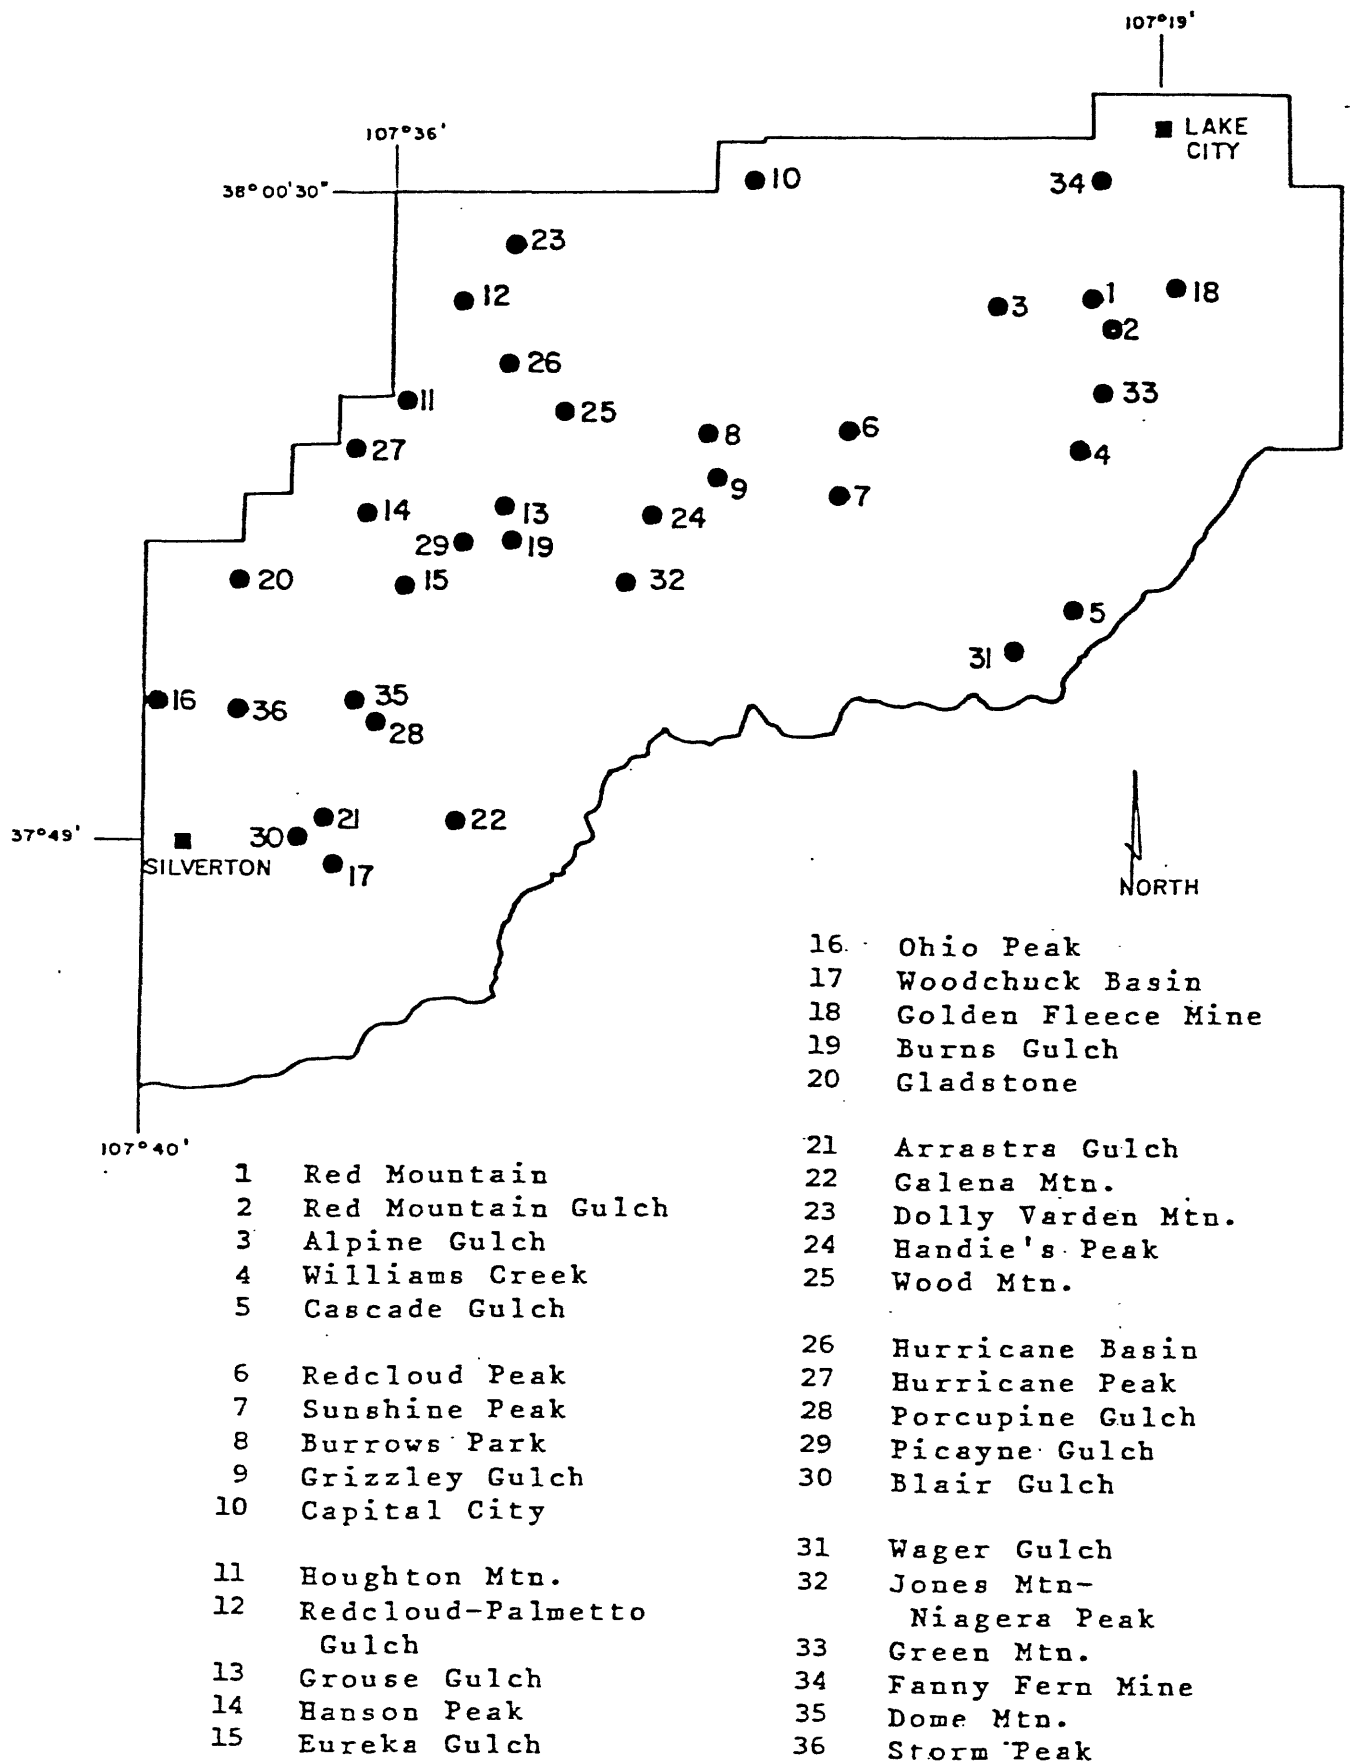 107°19'
107°36'
LAKE
CITY
38°00'30"
10
34
23
12
3
1
18
2
26
33
11
25
8
6
27
4
9
7
14
13
24
29
19
20
15
32
5
31
16
36
35
28
21
22
37°49'
30
SILVERTON
17
NORTH
107°40'
1 Red Mountain
2 Red Mountain Gulch
3 Alpine Gulch
4 Williams Creek
5 Cascade Gulch
6 Redcloud Peak
7 Sunshine Peak
8 Burrows Park
9 Grizzley Gulch
10 Capital City
11 Houghton Mtn.
12 Redcloud-Palmetto
Gulch
13 Grouse Gulch
14 Hanson Peak
15 Eureka Gulch
16 Ohio Peak
17 Woodchuck Basin
18 Golden Fleece Mine
19 Burns Gulch
20 Gladstone
21 Arrastra Gulch
22 Galena Mtn.
23 Dolly Varden Mtn.
24 Handie's Peak
25 Wood Mtn.
26 Hurricane Basin
27 Hurricane Peak
28 Porcupine Gulch
29 Picayne Gulch
30 Blair Gulch
31 Wager Gulch
32 Jones Mtn-
Niagera Peak
33 Green Mtn.
34 Fanny Fern Mine
35 Dome Mtn.
36 Storm Peak